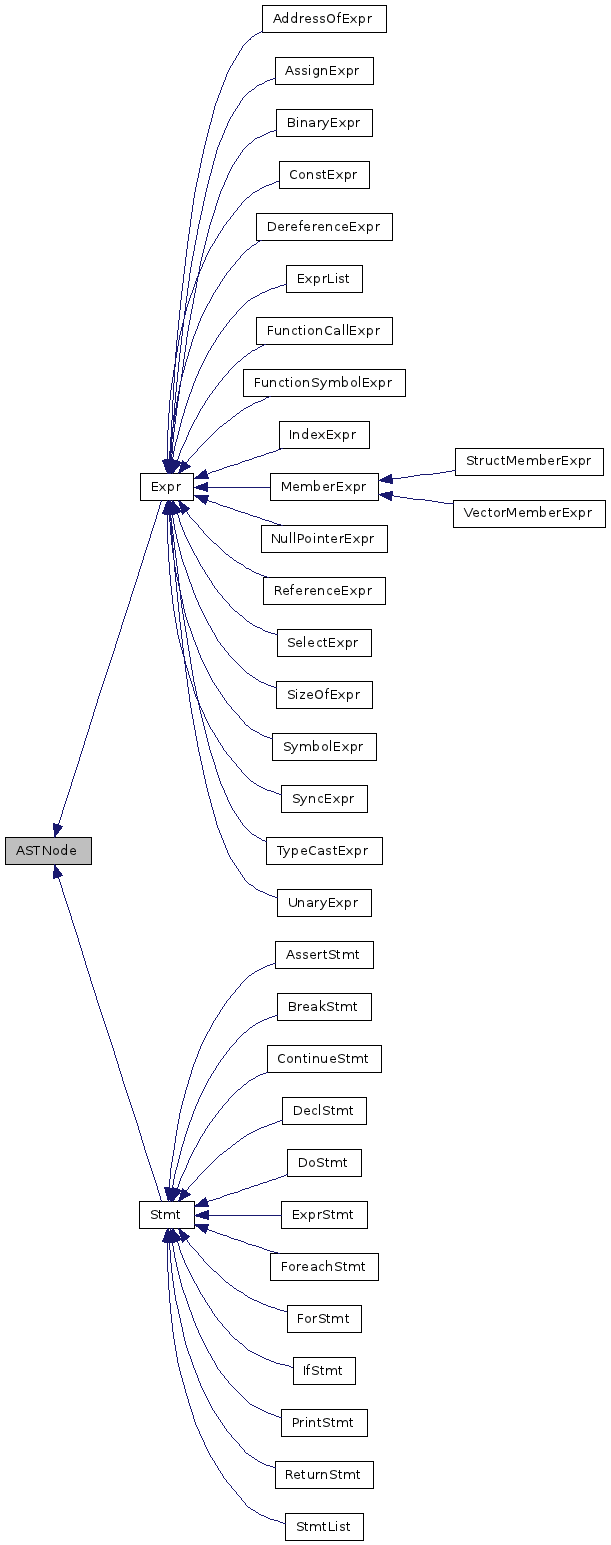 AddressOfExpr
AssignExpr
BinaryExpr
ConstExpr
DereferenceExpr
ExprList
FunctionCallExpr
FunctionSymbolExpr
IndexExpr
StructMemberExpr
Expr
MemberExpr
VectorMemberExpr
NullPointerExpr
ReferenceExpr
SelectExpr
SizeOfExpr
SymbolExpr
SyncExpr
ASTNode
TypeCastExpr
UnaryExpr
AssertStmt
BreakStmt
ContinueStmt
DeclStmt
DoStmt
Stmt
ExprStmt
ForeachStmt
ForStmt
IfStmt
PrintStmt
ReturnStmt
StmtList